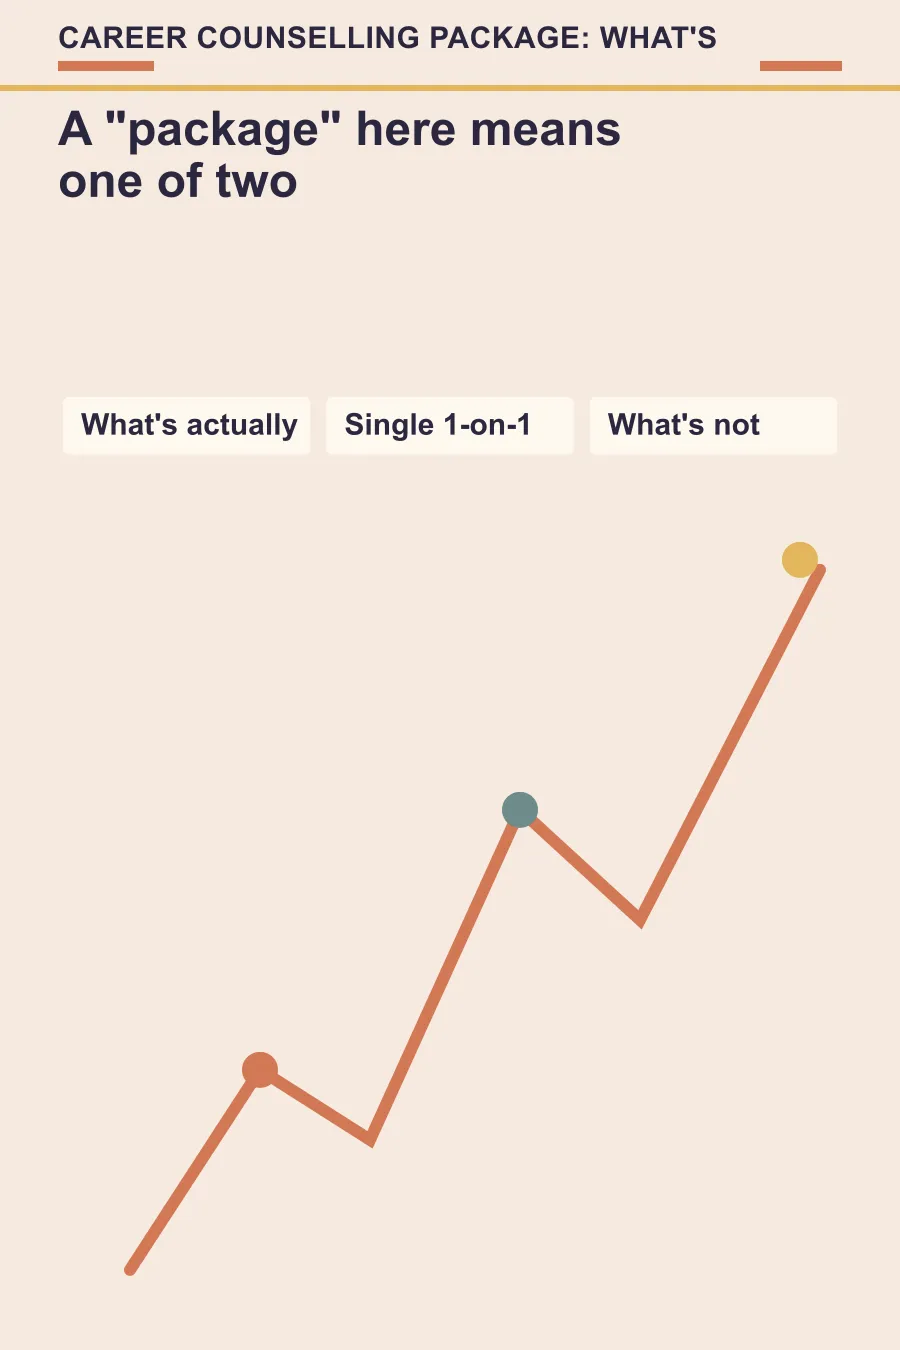 CAREER COUNSELLING PACKAGE: WHAT'S
A "package" here means
one of two
What's actually
Single 1-on-1
What's not